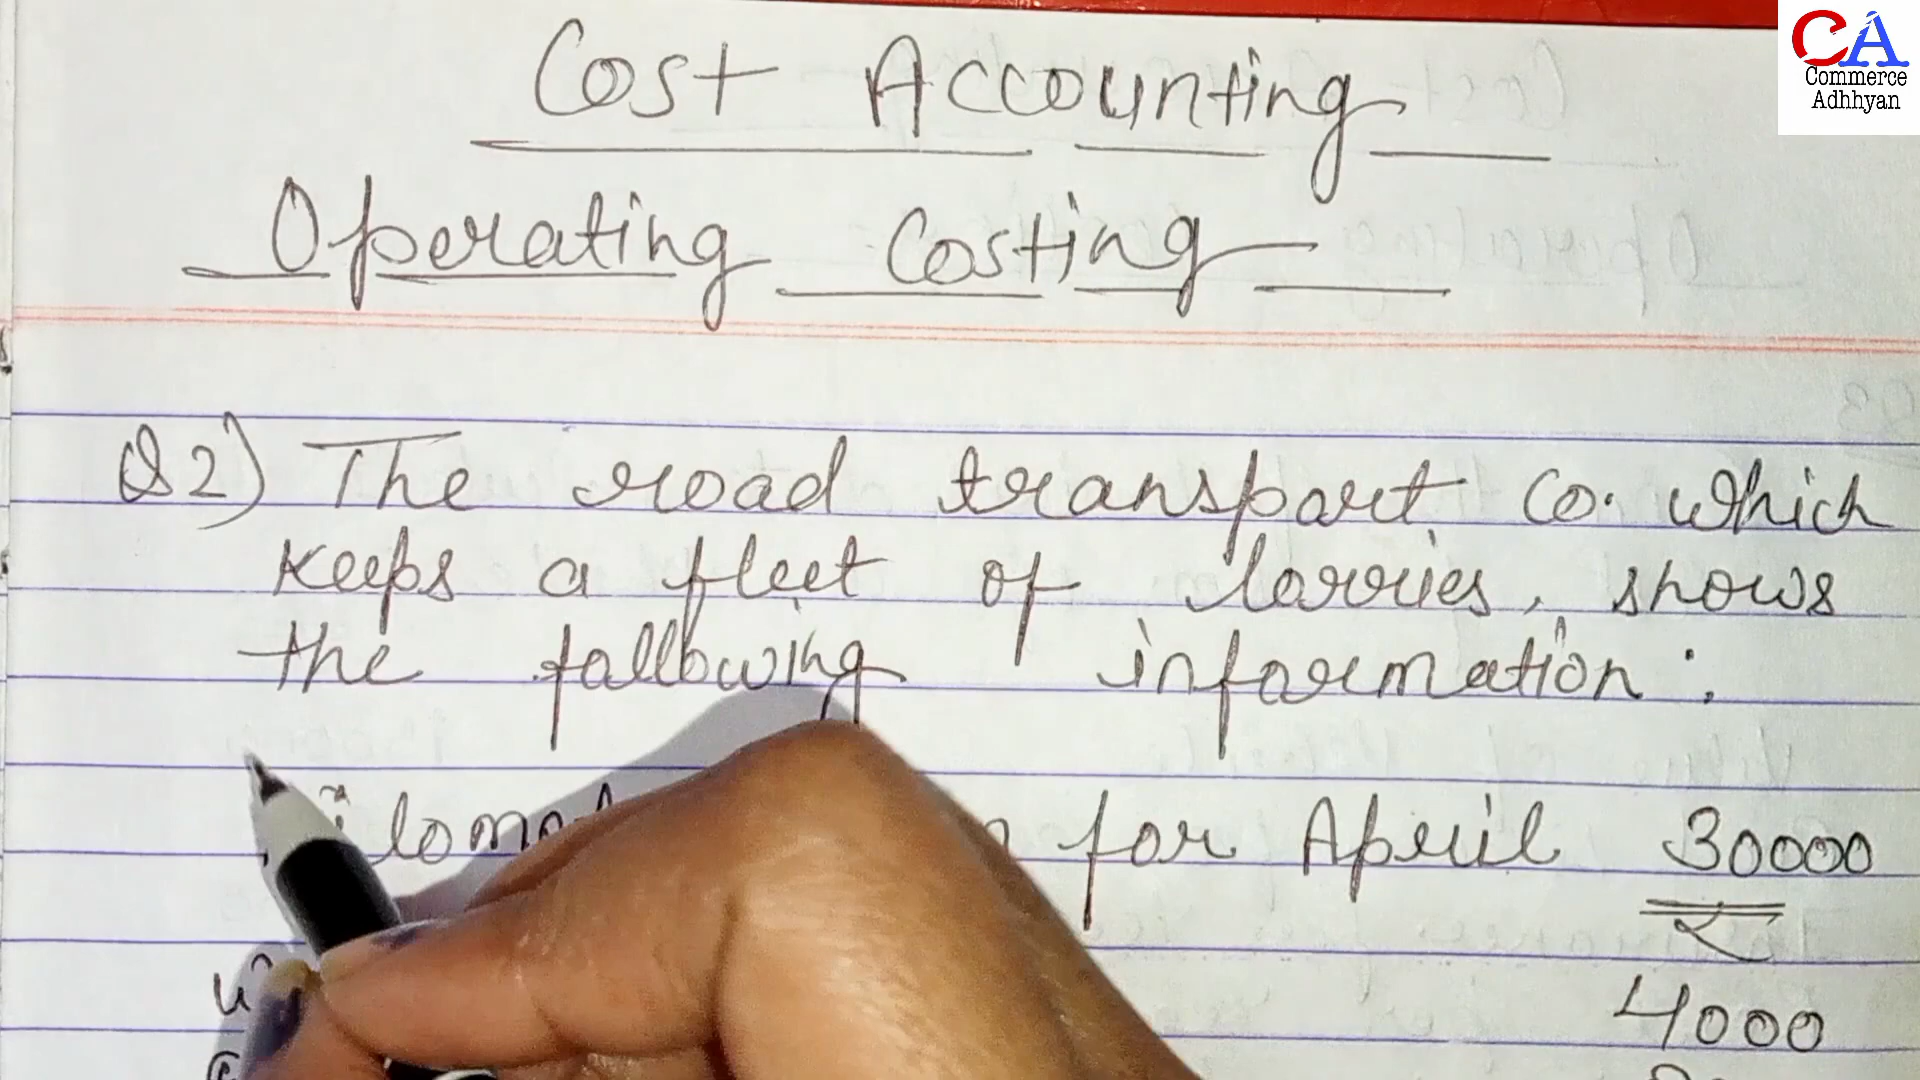 CA
Commerce
Adhhyan
Cost Accounting
Operating Costing
Q2) The road transport Co. which
keeps a fleet of lorries, shows
the following information :
for April 30000
₹
4000